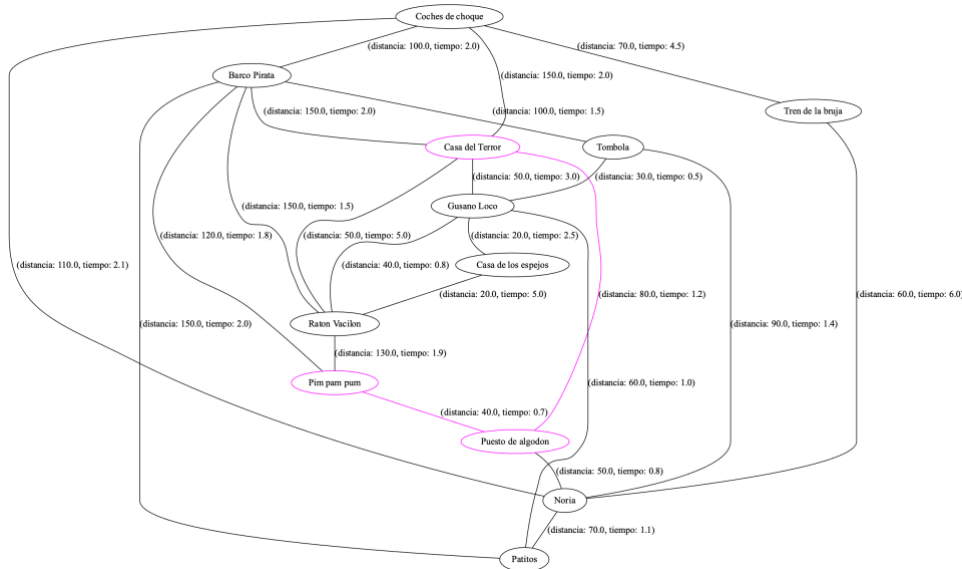 Coches de choque
(distancia: 100.0, tiempo: 2.0)
(distancia: 70.0, tiempo: 4.5)
Barco Pirata
(distancia: 150.0, tiempo: 2.0)
(distancia: 150.0, tiempo: 2.0)
(distancia: 100.0, tiempo: 1.5)
Tren de la bruja
Casa del Terror
Tombola
(distancia: 50.0, tiempo: 3.0)
(distancia: 30.0, tiempo: 0.5)
(distancia: 150.0, tiempo: 1.5)
Gusano Loco
(distancia: 120.0, tiempo: 1.8)
(distancia: 50.0, tiempo: 5.0)
(distancia: 20.0, tiempo: 2.5)
(distancia: 110.0, tiempo: 2.1)
(distancia: 40.0, tiempo: 0.8)
Casa de los espejos
(distancia: 20.0, tiempo: 5.0)
(distancia: 80.0, tiempo: 1.2)
(distancia: 60.0, tiempo: 6.0)
(distancia: 150.0, tiempo: 2.0)
Raton Vacilon
(distancia: 90.0, tiempo: 1.4)
(distancia: 130.0, tiempo: 1.9)
Pim pam pum
(distancia: 60.0, tiempo: 1.0)
(distancia: 40.0, tiempo: 0.7)
Puesto de algodon
(distancia: 50.0, tiempo: 0.8)
Noria
(distancia: 70.0, tiempo: 1.1)
Patitos